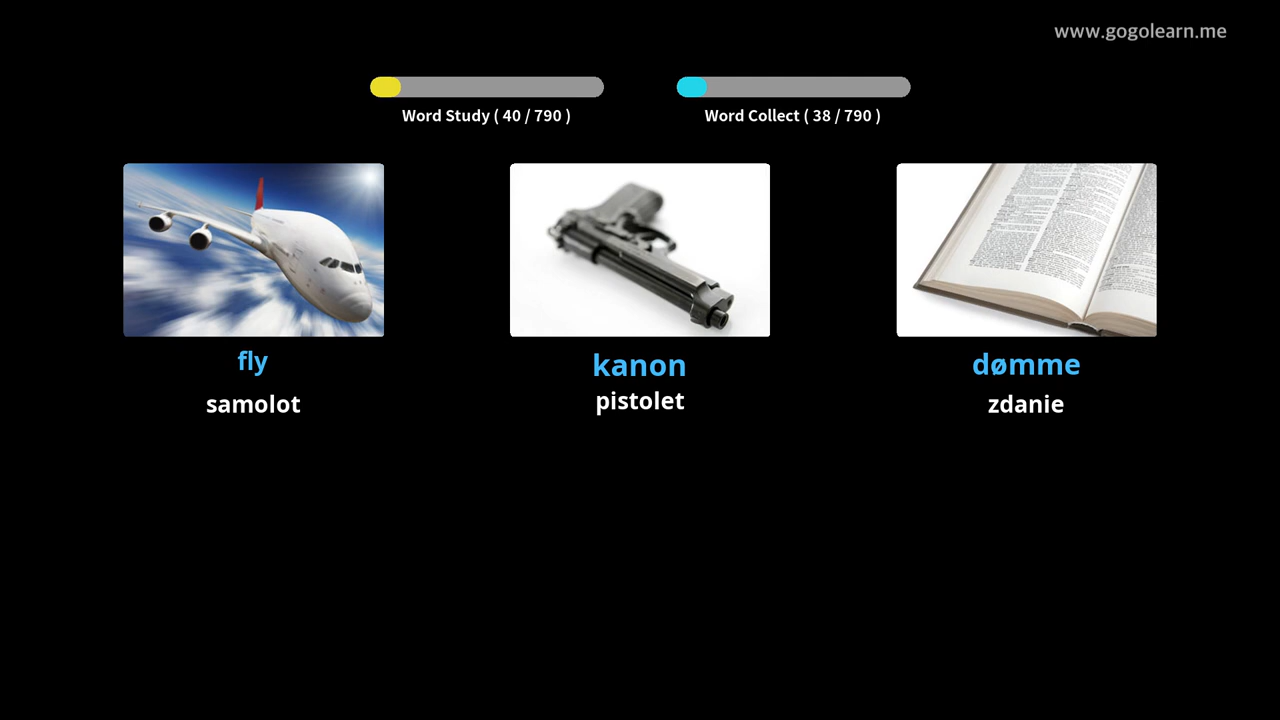 www.gogolearn.me
Word Study ( 40 / 790 )
Word Collect ( 38 / 790 )
fly
kanon
dømme
samolot
pistolet
zdanie